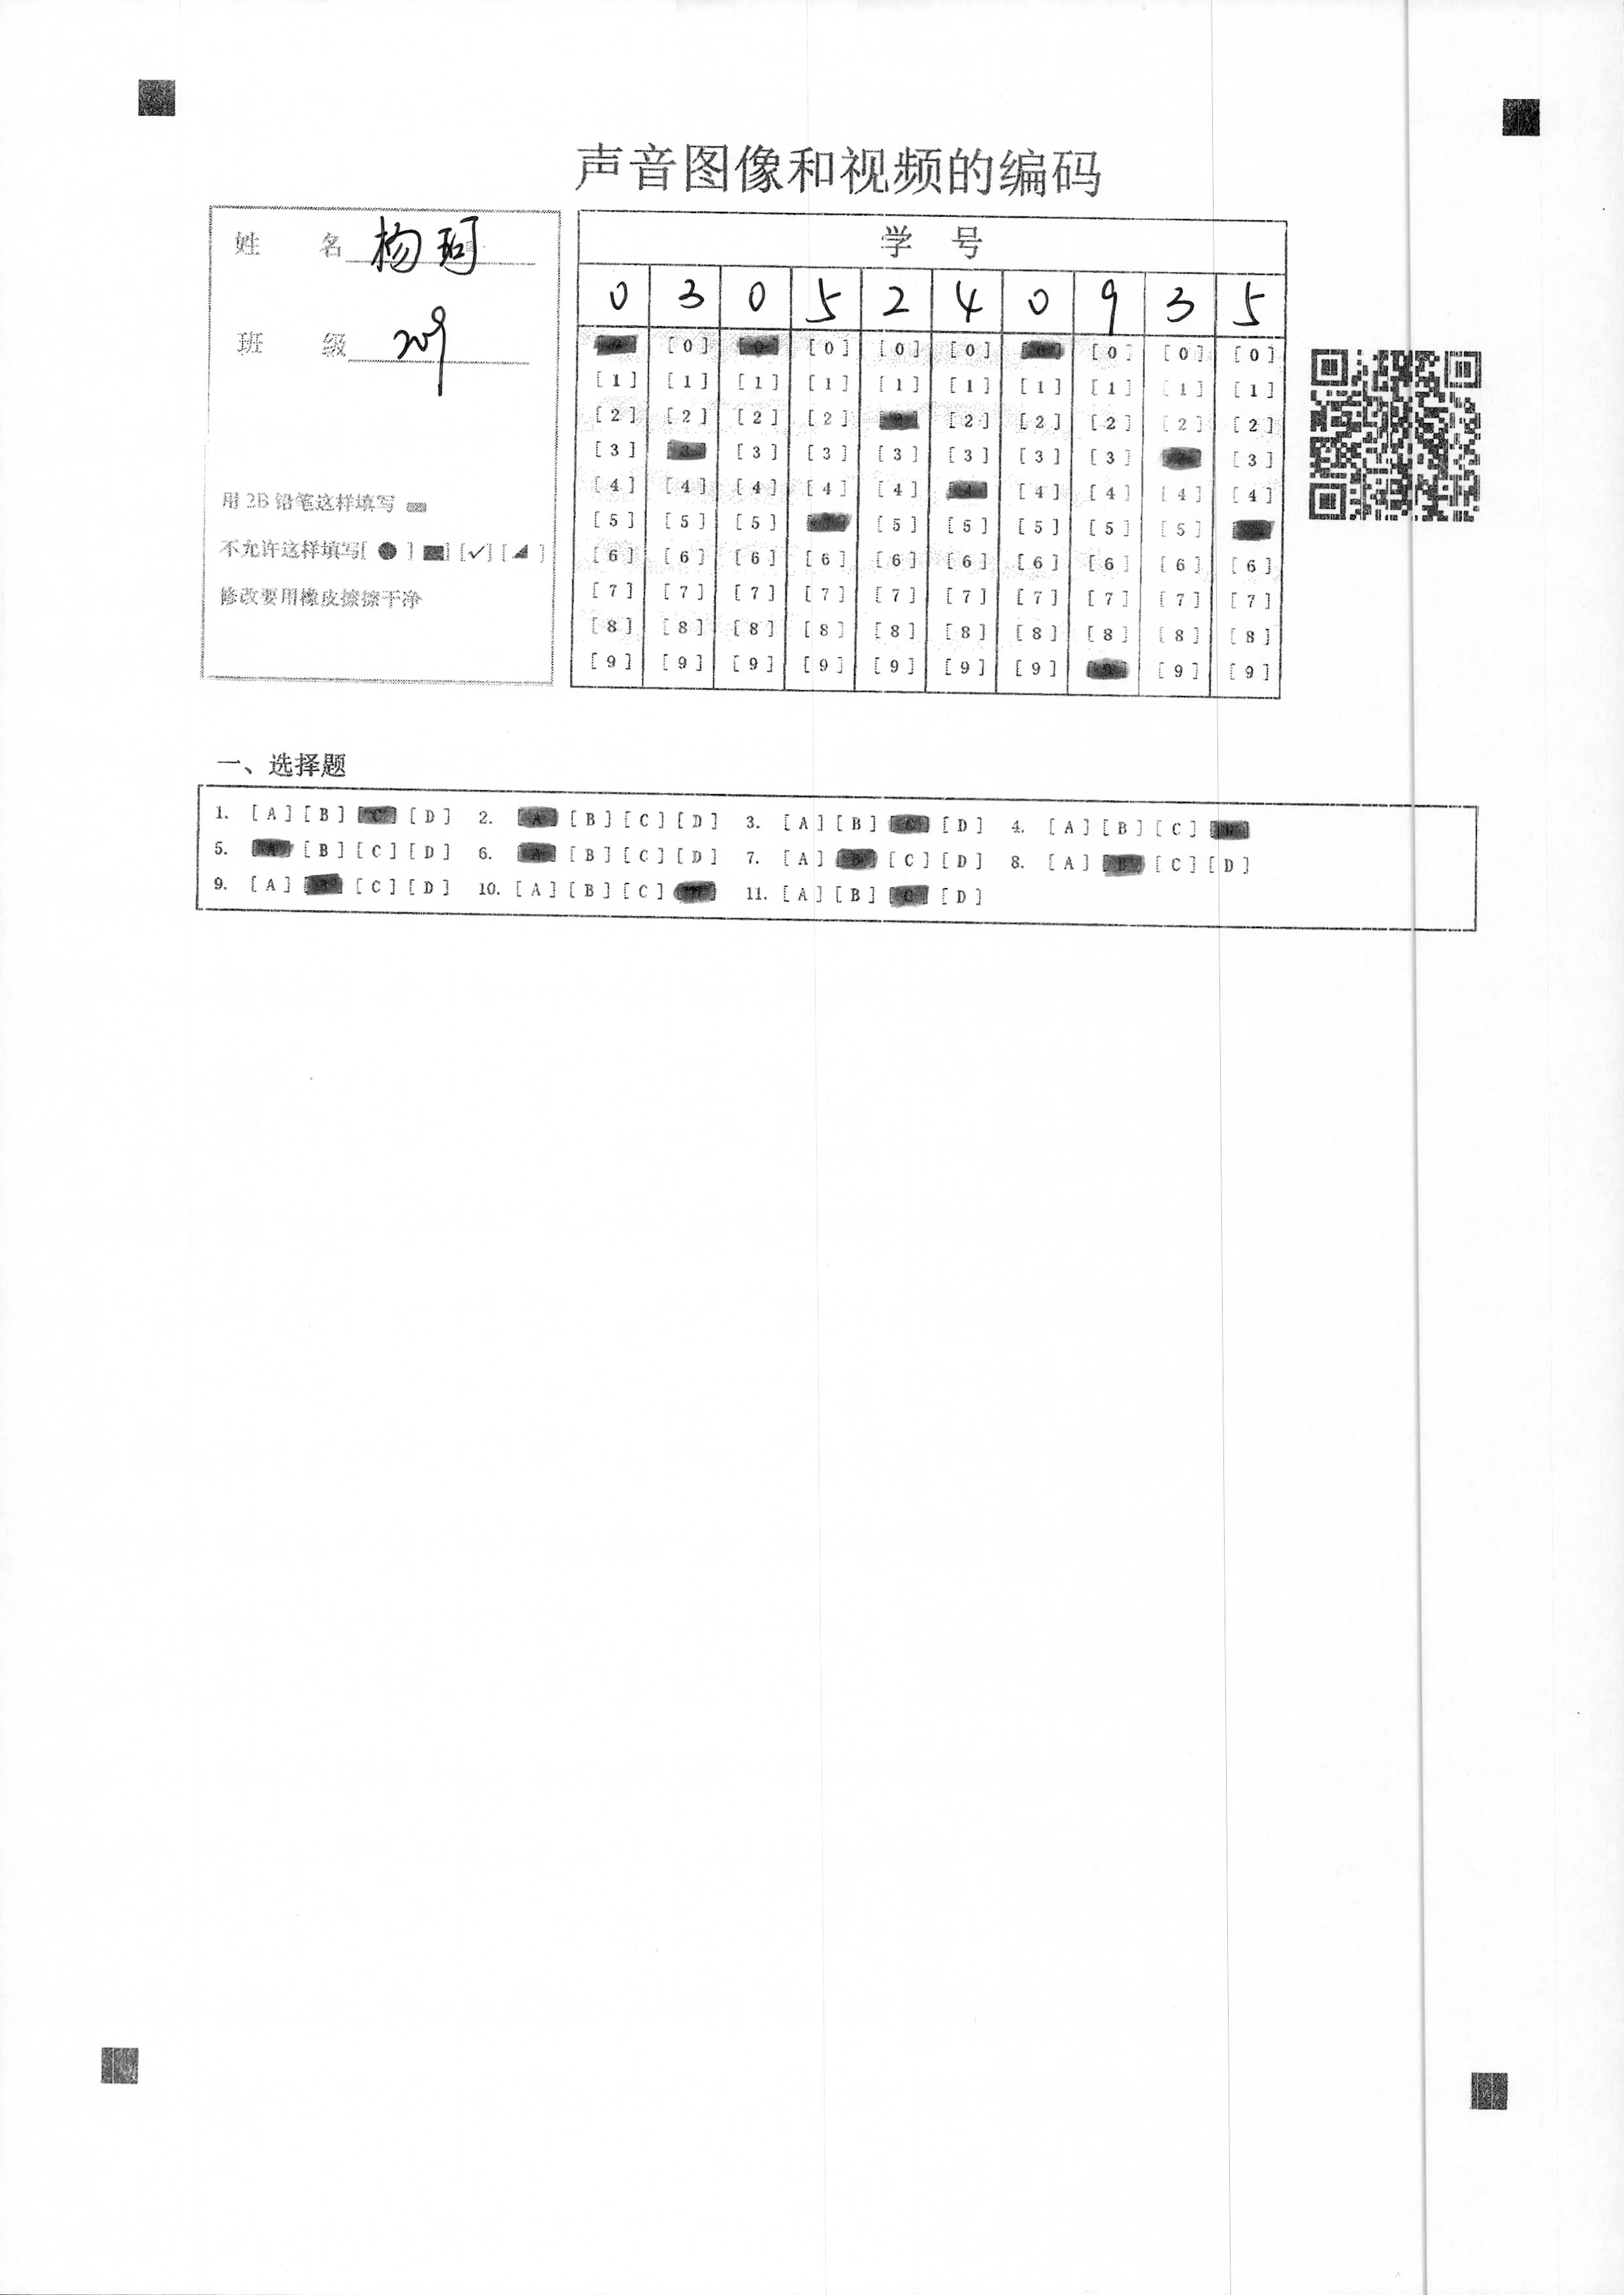 声音图像和视频的编码
姓 名 杨珂
班 级 209
用 2B 铅笔这样填写
不允许这样填写[ ● ] ■] [✓] [◢ ]
修改要用橡皮擦擦干净
学 号
0 3 0 5 2 4 0 9 3 5
[0] [0] [0] [0] [0] [0] [0]
[1] [1] [1] [1] [1] [1] [1] [1] [1] [1]
[2] [2] [2] [2] [2] [2] [2] [2] [2]
[3] [3] [3] [3] [3] [3] [3] [3]
[4] [4] [4] [4] [4] [4] [4] [4] [4]
[5] [5] [5] [5] [5] [5] [5] [5]
[6] [6] [6] [6] [6] [6] [6] [6] [6] [6]
[7] [7] [7] [7] [7] [7] [7] [7] [7] [7]
[8] [8] [8] [8] [8] [8] [8] [8] [8] [8]
[9] [9] [9] [9] [9] [9] [9] [9] [9]
一、选择题
1. [A] [B] [C] [D] 2. [A] [B] [C] [D] 3. [A] [B] [C] [D] 4. [A] [B] [C]
5. [A] [B] [C] [D] 6. [A] [B] [C] [D] 7. [A] [B] [C] [D] 8. [A] [B] [C] [D]
9. [A] [C] [D] 10. [A] [B] [C] 11. [A] [B] [C] [D]